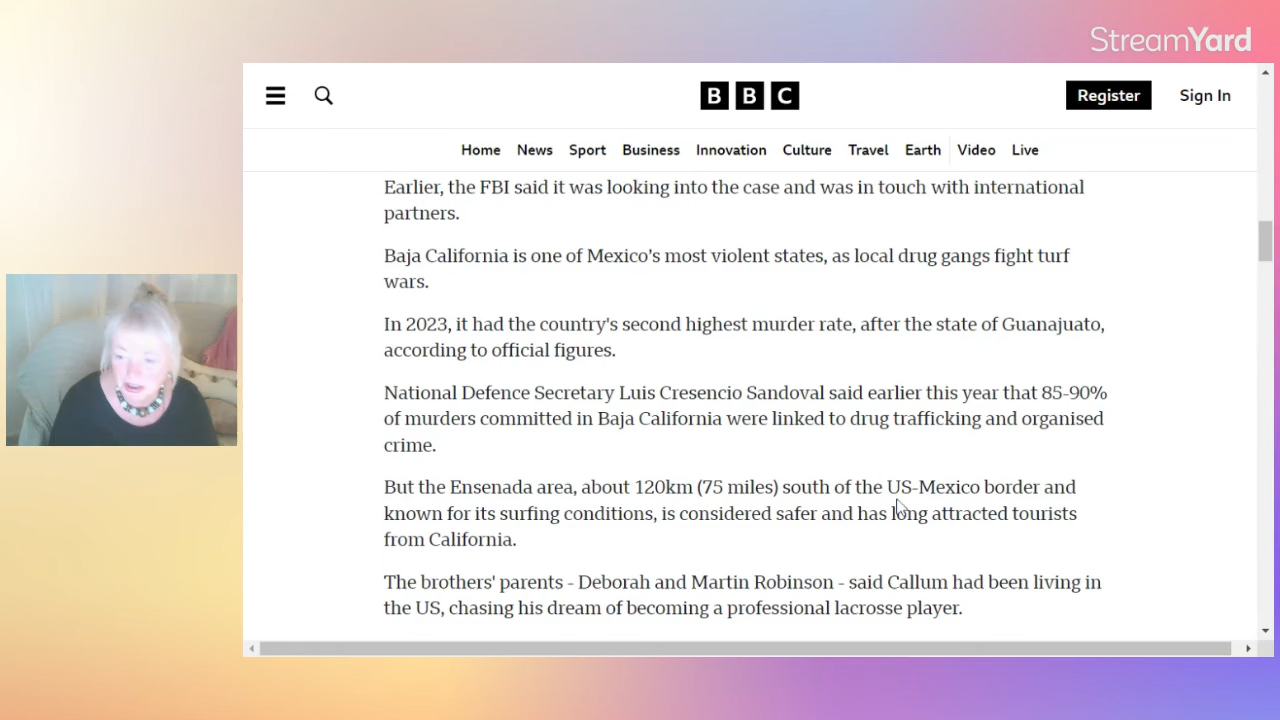 StreamYard
BBC
Register
Sign In
Home News Sport Business Innovation Culture Travel Earth Video Live
Earlier, the FBI said it was looking into the case and was in touch with international
partners.
Baja California is one of Mexico's most violent states, as local drug gangs fight turf
wars.
In 2023, it had the country's second highest murder rate, after the state of Guanajuato,
according to official figures.
National Defence Secretary Luis Cresencio Sandoval said earlier this year that 85-90%
of murders committed in Baja California were linked to drug trafficking and organised
crime.
But the Ensenada area, about 120km (75 miles) south of the US-Mexico border and
known for its surfing conditions, is considered safer and has long attracted tourists
from California.
The brothers' parents - Deborah and Martin Robinson - said Callum had been living in
the US, chasing his dream of becoming a professional lacrosse player.